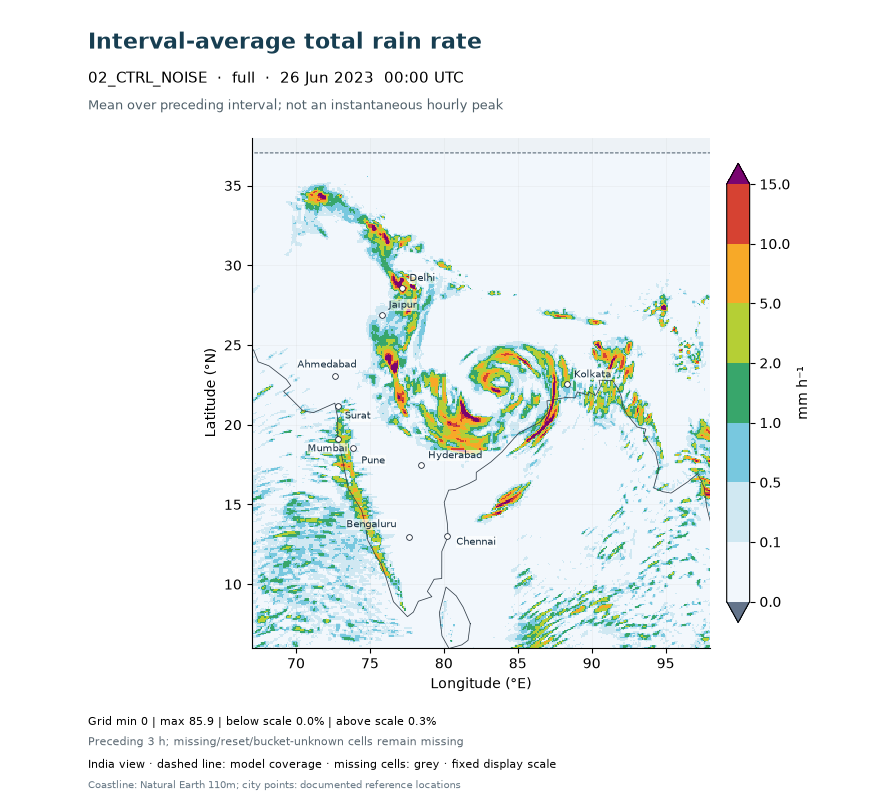 Interval-average total rain rate
02_CTRL_NOISE · full · 26 Jun 2023 00:00 UTC
Mean over preceding interval; not an instantaneous hourly peak
35
30
25
20
15
10
Latitude (°N)
70
75
80
85
90
95
Longitude (°E)
Delhi
Jaipur
Ahmedabad
Kolkata
Surat
Mumbai
Pune
Hyderabad
Bengaluru
Chennai
15.0
10.0
5.0
2.0
1.0
0.5
0.1
0.0
mm h⁻¹
Grid min 0 | max 85.9 | below scale 0.0% | above scale 0.3%
Preceding 3 h; missing/reset/bucket-unknown cells remain missing
India view · dashed line: model coverage · missing cells: grey · fixed display scale
Coastline: Natural Earth 110m; city points: documented reference locations